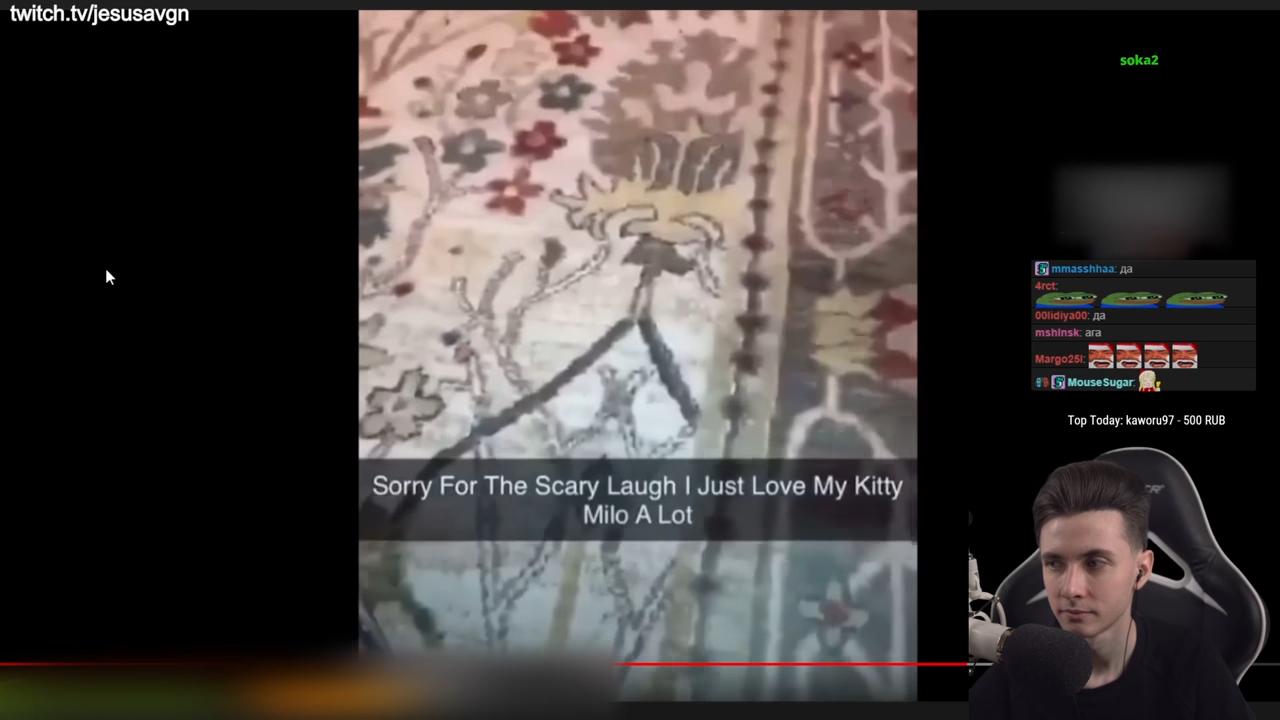 twitch.tv/jesusavgn
soka2
mmasshhaa: да
4rct:
00lidiya00: да
mshlnsk: ага
Margo25l:
MouseSugar:
Top Today: kaworu97 - 500 RUB
Sorry For The Scary Laugh I Just Love My Kitty
Milo A Lot